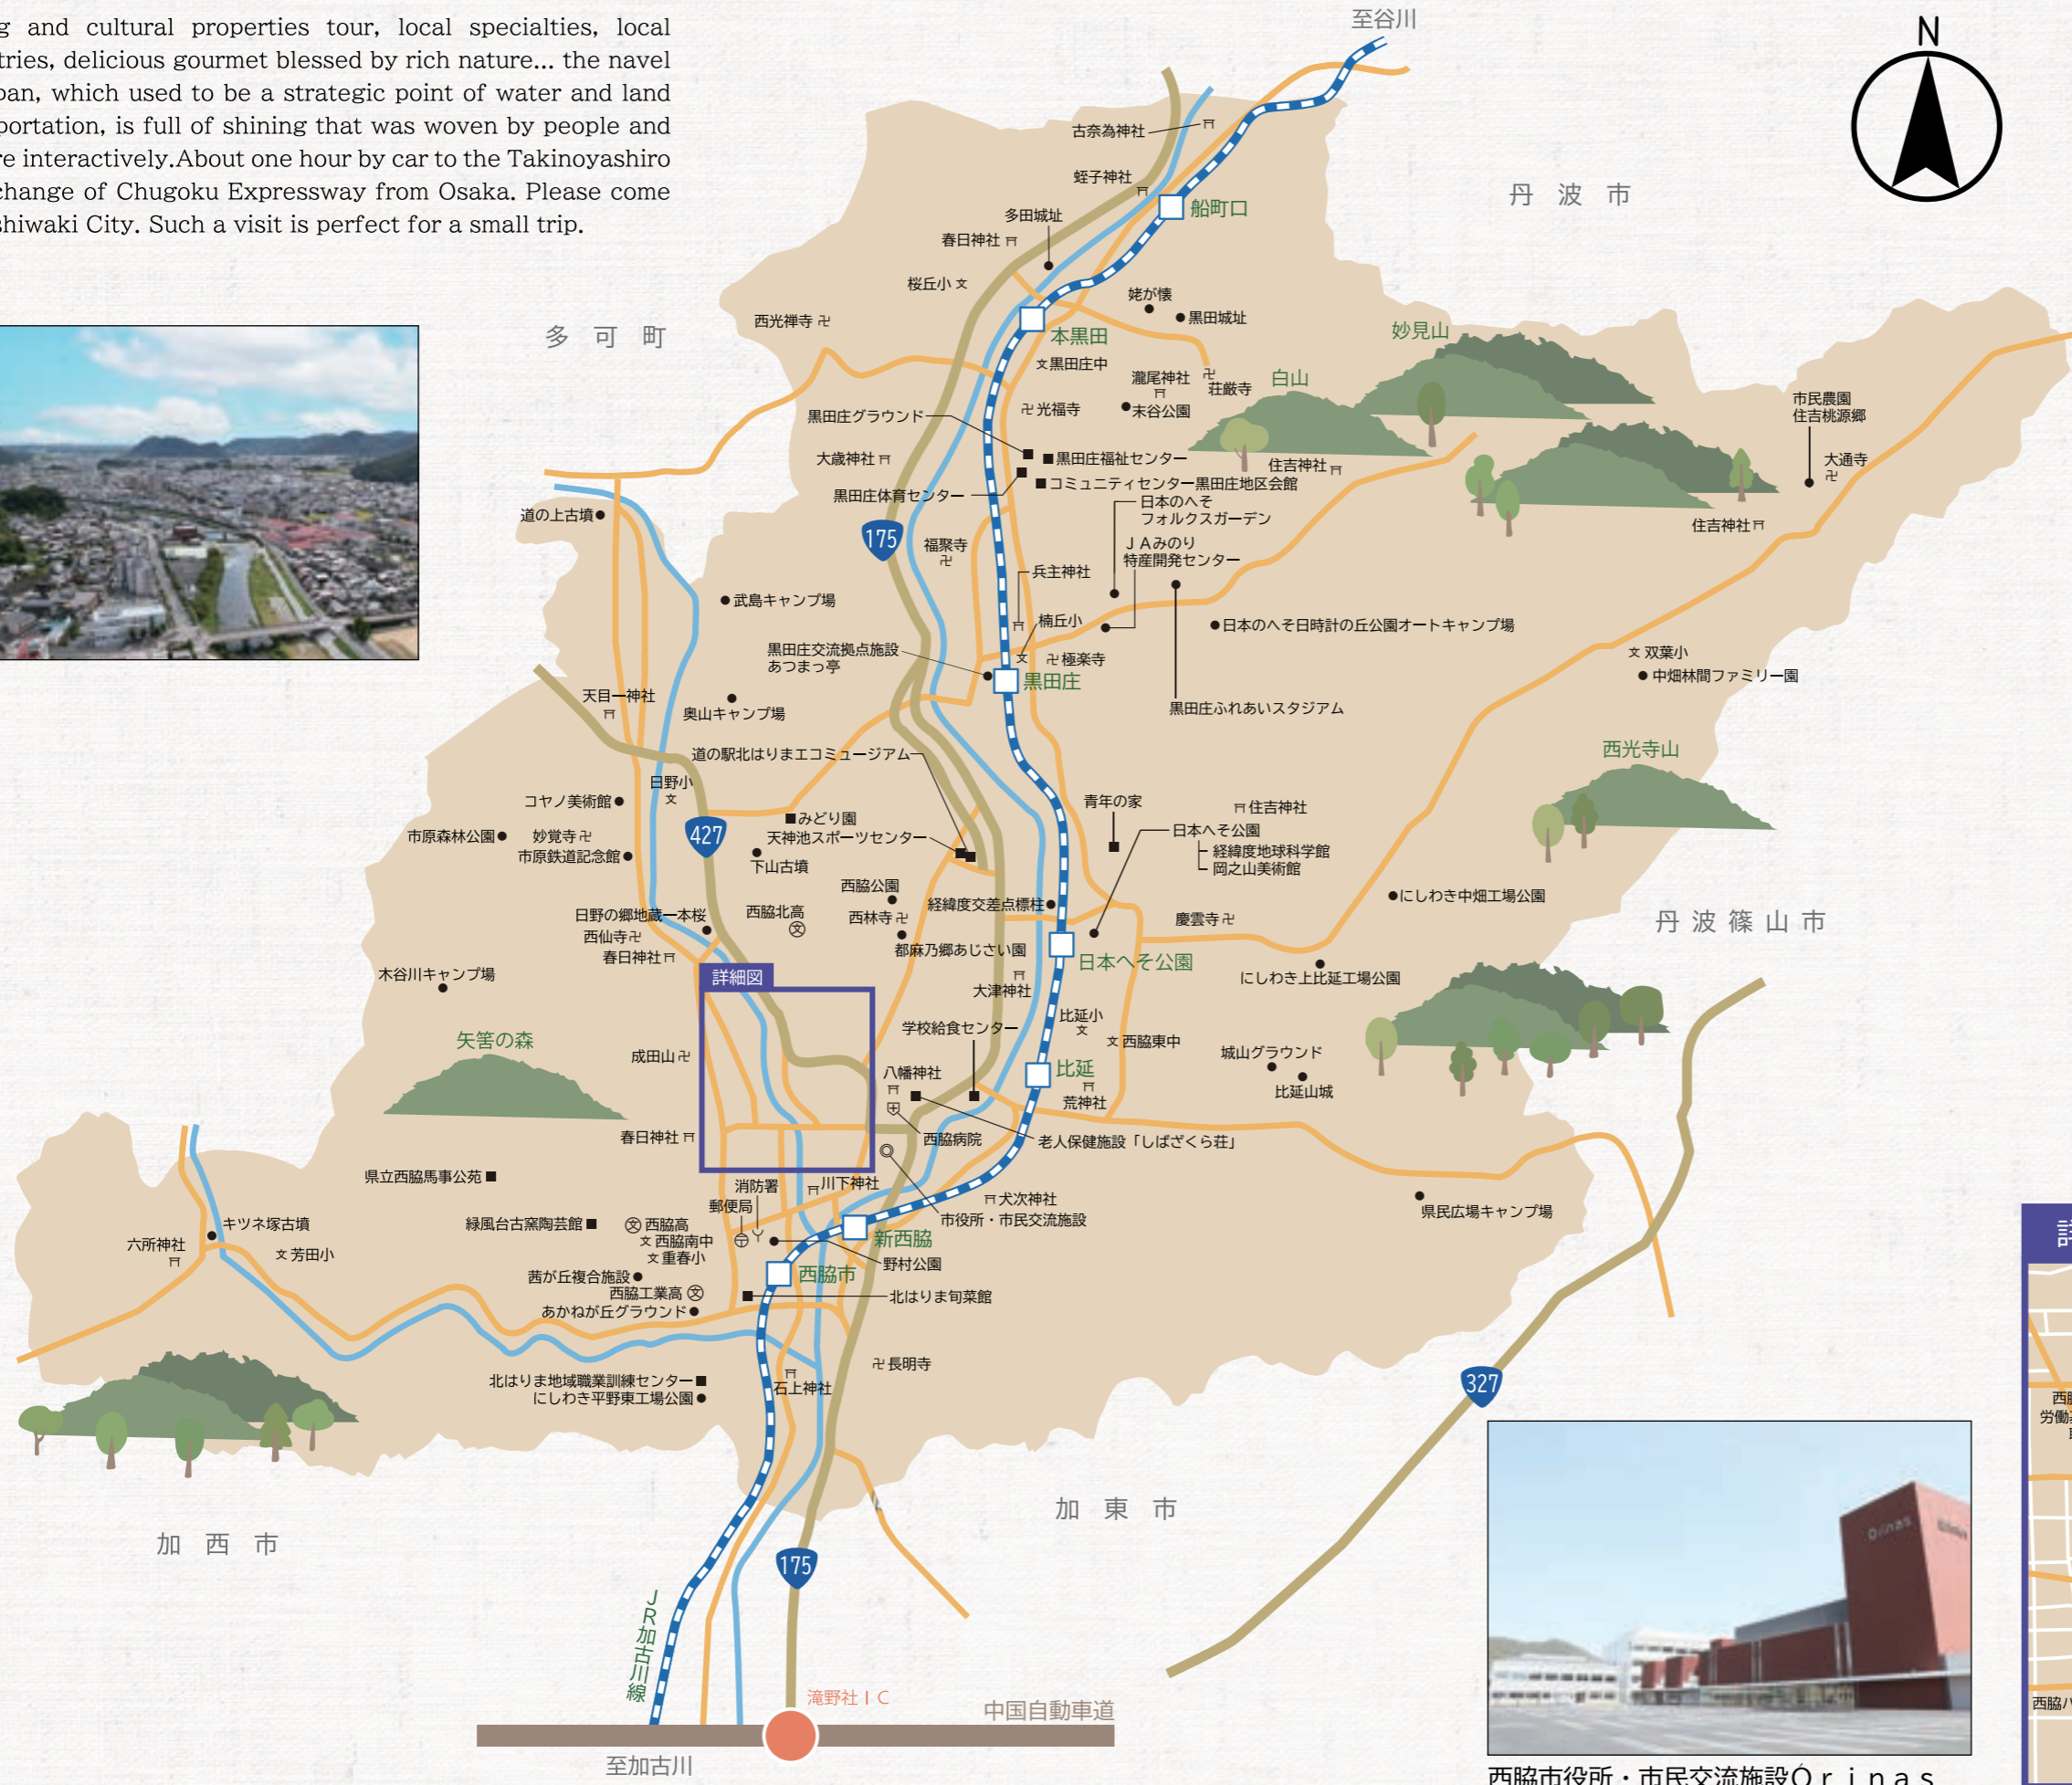 g and cultural properties tour, local specialties, local
tries, delicious gourmet blessed by rich nature... the navel
pan, which used to be a strategic point of water and land
portation, is full of shining that was woven by people and
re interactively.About one hour by car to the Takinoyashiro
change of Chugoku Expressway from Osaka. Please come
shiwaki City. Such a visit is perfect for a small trip.
至谷川
N
古奈為神社
蛭子神社
船町口
丹波市
多田城址
春日神社
桜丘小
姥が懐
黒田城址
西光禅寺
多可町
本黒田
妙見山
黒田庄中
瀧尾神社
荘厳寺
白山
光福寺
末谷公園
市民農園
住吉桃源郷
黒田庄グラウンド
大歳神社
黒田庄福祉センター
住吉神社
大通寺
黒田庄体育センター
コミュニティセンター黒田庄地区会館
日本のへそ
フォルクスガーデン
道の上古墳
175
福聚寺
JAみのり
特産開発センター
住吉神社
兵主神社
武島キャンプ場
楠丘小
日本のへそ日時計の丘公園オートキャンプ場
黒田庄交流拠点施設
あつまっ亭
極楽寺
双葉小
黒田庄
中畑林間ファミリー園
天目一神社
奥山キャンプ場
黒田庄ふれあいスタジアム
道の駅北はりまエコミュージアム
西光寺山
日野小
コヤノ美術館
青年の家
住吉神社
市原森林公園
妙覚寺
427
みどり園
天神池スポーツセンター
日本へそ公園
市原鉄道記念館
下山古墳
経緯度地球科学館
岡之山美術館
西脇公園
にしわき中畑工場公園
日野の郷地蔵一本桜
西脇北高
西林寺
経緯度交差点標柱
慶雲寺
丹波篠山市
西仙寺
都麻乃郷あじさい園
春日神社
日本へそ公園
木谷川キャンプ場
詳細図
大津神社
にしわき上比延工場公園
矢筈の森
学校給食センター
比延小
西脇東中
成田山
城山グラウンド
八幡神社
比延
比延山城
荒神社
春日神社
西脇病院
老人保健施設「しばざくら荘」
県立西脇馬事公苑
消防署
川下神社
郵便局
犬次神社
県民広場キャンプ場
キツネ塚古墳
緑風台古窯陶芸館
西脇高
市役所・市民交流施設
六所神社
芳田小
西脇南中
新西脇
重春小
野村公園
茜が丘複合施設
西脇市
西脇工業高
北はりま旬菜館
あかねが丘グラウンド
長明寺
北はりま地域職業訓練センター
石上神社
にしわき平野東工場公園
327
加東市
加西市
175
JR加古川線
滝野社IC
中国自動車道
至加古川
Orinas
西脇市役所・市民交流施設Órinas